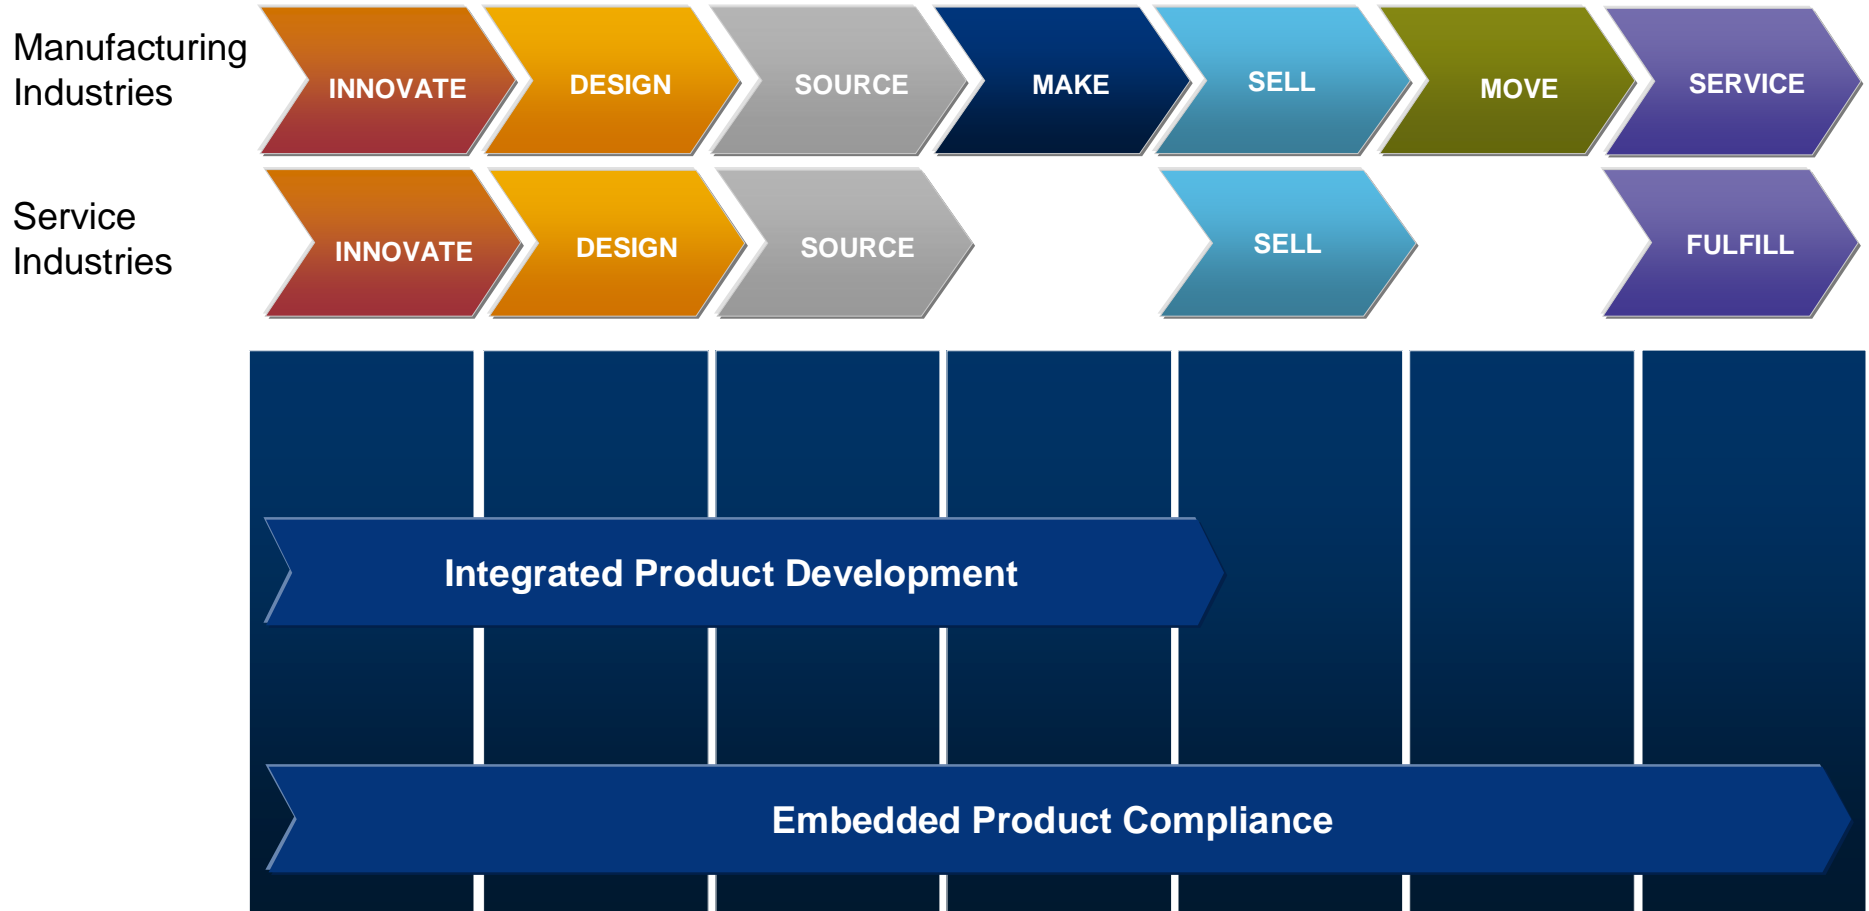 Manufacturing
Industries
INNOVATE
DESIGN
SOURCE
MAKE
SELL
MOVE
SERVICE
Service
Industries
INNOVATE
DESIGN
SOURCE
SELL
FULFILL
Integrated Product Development
Embedded Product Compliance